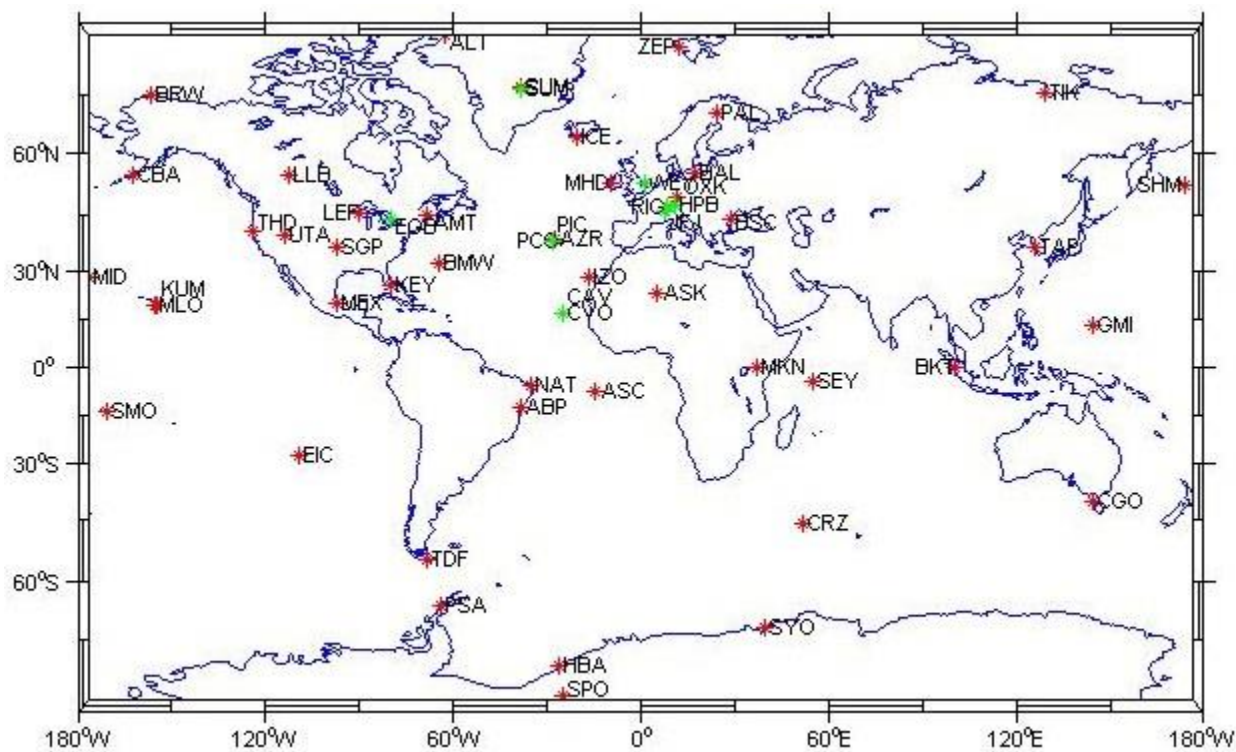 ALT
ZEP
SUM
BRW
TIK
PAL
ICE
60°N
CBA
LLB
MHD
BAL
OXK
SHM
RIG
HPB
LEF
THD
EGB
AMT
PIC
BSC
UTA
SGP
PCO
AZR
TAP
BMW
30°N
MID
KEY
IZO
KUM
MLO
MEX
CAV
CVO
ASK
GMI
0°
MKN
BKT
SEY
NAT
ASC
ABP
SMO
EIC
30°S
CGO
CRZ
TDF
60°S
PSA
SYO
HBA
SPO
180°W
120°W
60°W
0°
60°E
120°E
180°W